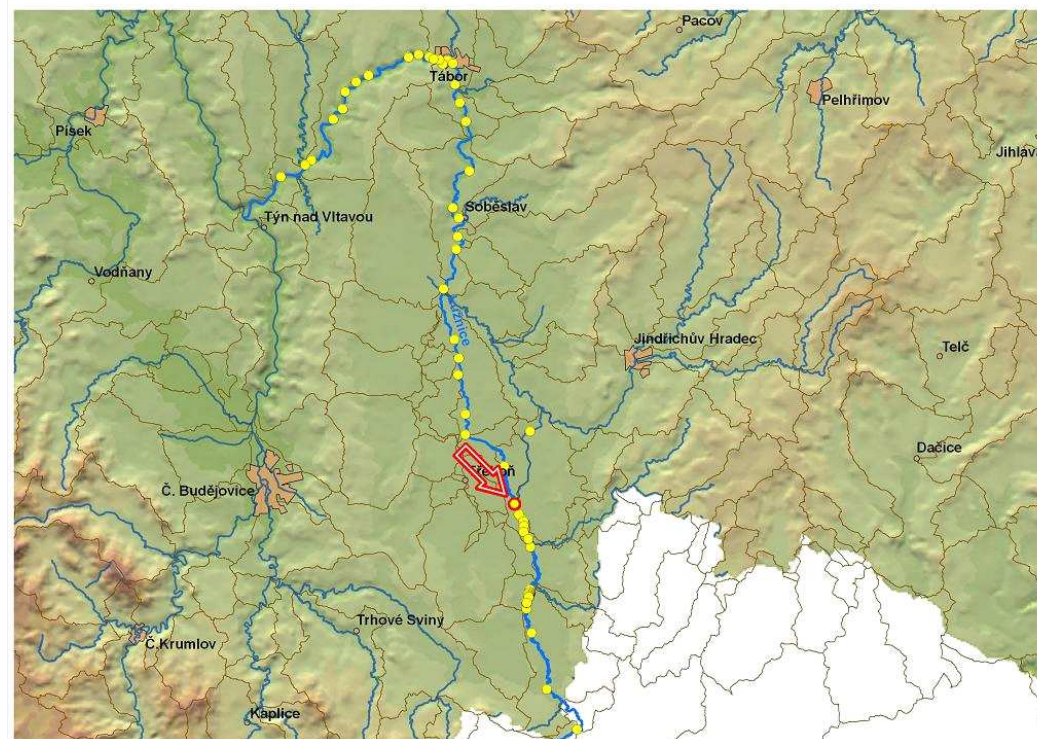 Pacov
Tábor
Pelhřimov
Písek
Jihlava
Soběslav
Týn nad Vltavou
Vodňany
Jindřichův Hradec
Telč
Dačice
Č. Budějovice
Trhové Sviny
Č.Krumlov
Kaplice